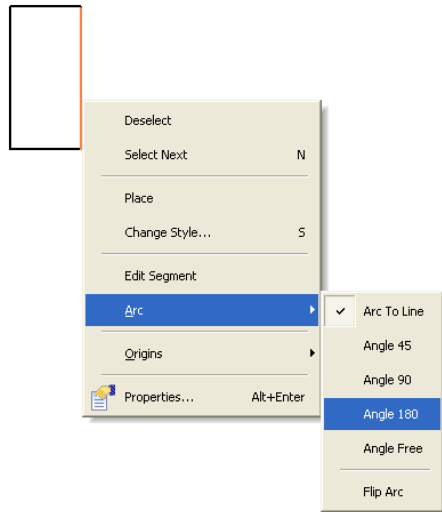 Deselect
Select Next N
Place
Change Style... S
Edit Segment
Arc
Origins
Properties... Alt+Enter
Arc To Line
Angle 45
Angle 90
Angle 180
Angle Free
Flip Arc